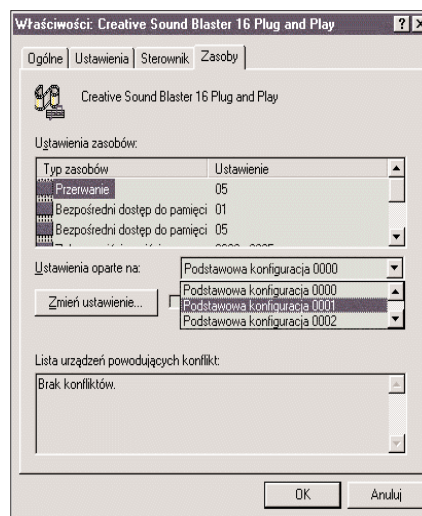 Właściwości: Creative Sound Blaster 16 Plug and Play
Ogólne Ustawienia Sterownik Zasoby
Creative Sound Blaster 16 Plug and Play
Ustawienia zasobów:
Typ zasobów Ustawienie
Przerwanie 05
Bezpośredni dostęp do pamięci 01
Bezpośredni dostęp do pamięci 05
Ustawienia oparte na: Podstawowa konfiguracja 0000
Podstawowa konfiguracja 0000
Zmień ustawienie... Podstawowa konfiguracja 0001
Podstawowa konfiguracja 0002
Lista urządzeń powodujących konflikt:
Brak konfliktów.
OK Anuluj